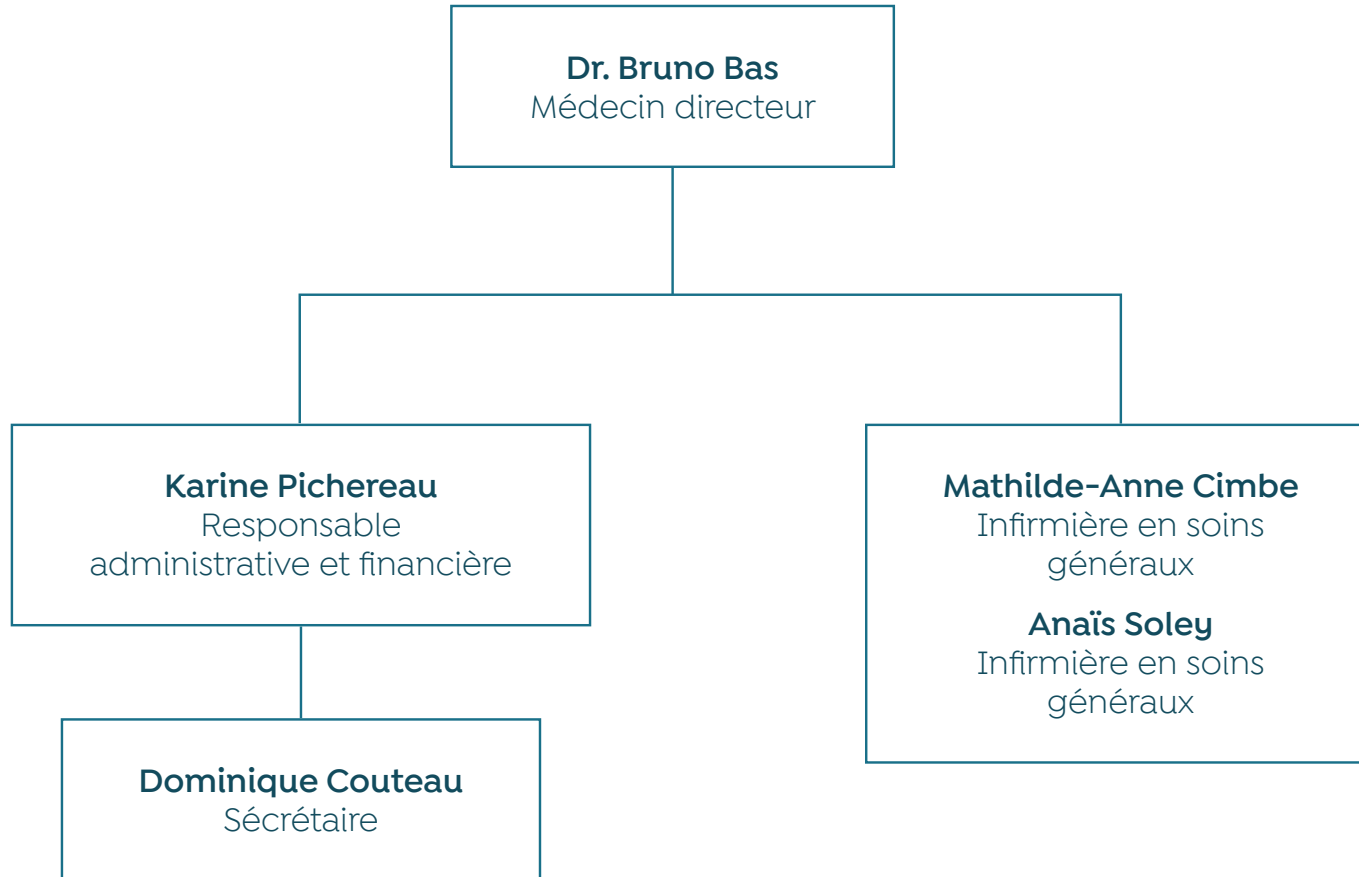 Dr. Bruno Bas
Médecin directeur
Karine Pichereau
Responsable
administrative et financière
Mathilde-Anne Cimbe
Infirmière en soins
généraux
Anaïs Soley
Infirmière en soins
généraux
Dominique Couteau
Sécrétaire